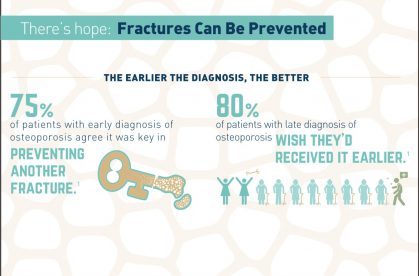 There's hope: Fractures Can Be Prevented
THE EARLIER THE DIAGNOSIS, THE BETTER
75%
of patients with early diagnosis of
osteoporosis agree it was key in
PREVENTING
ANOTHER
FRACTURE.¹
80%
of patients with late diagnosis of
osteoporosis WISH THEY'D
RECEIVED IT EARLIER.¹